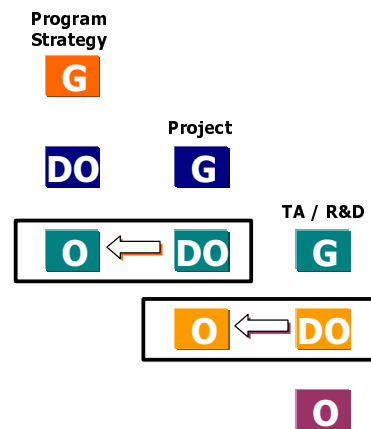 Program
Strategy
G
Project
DO G
TA / R&D
O DO G
O DO
O